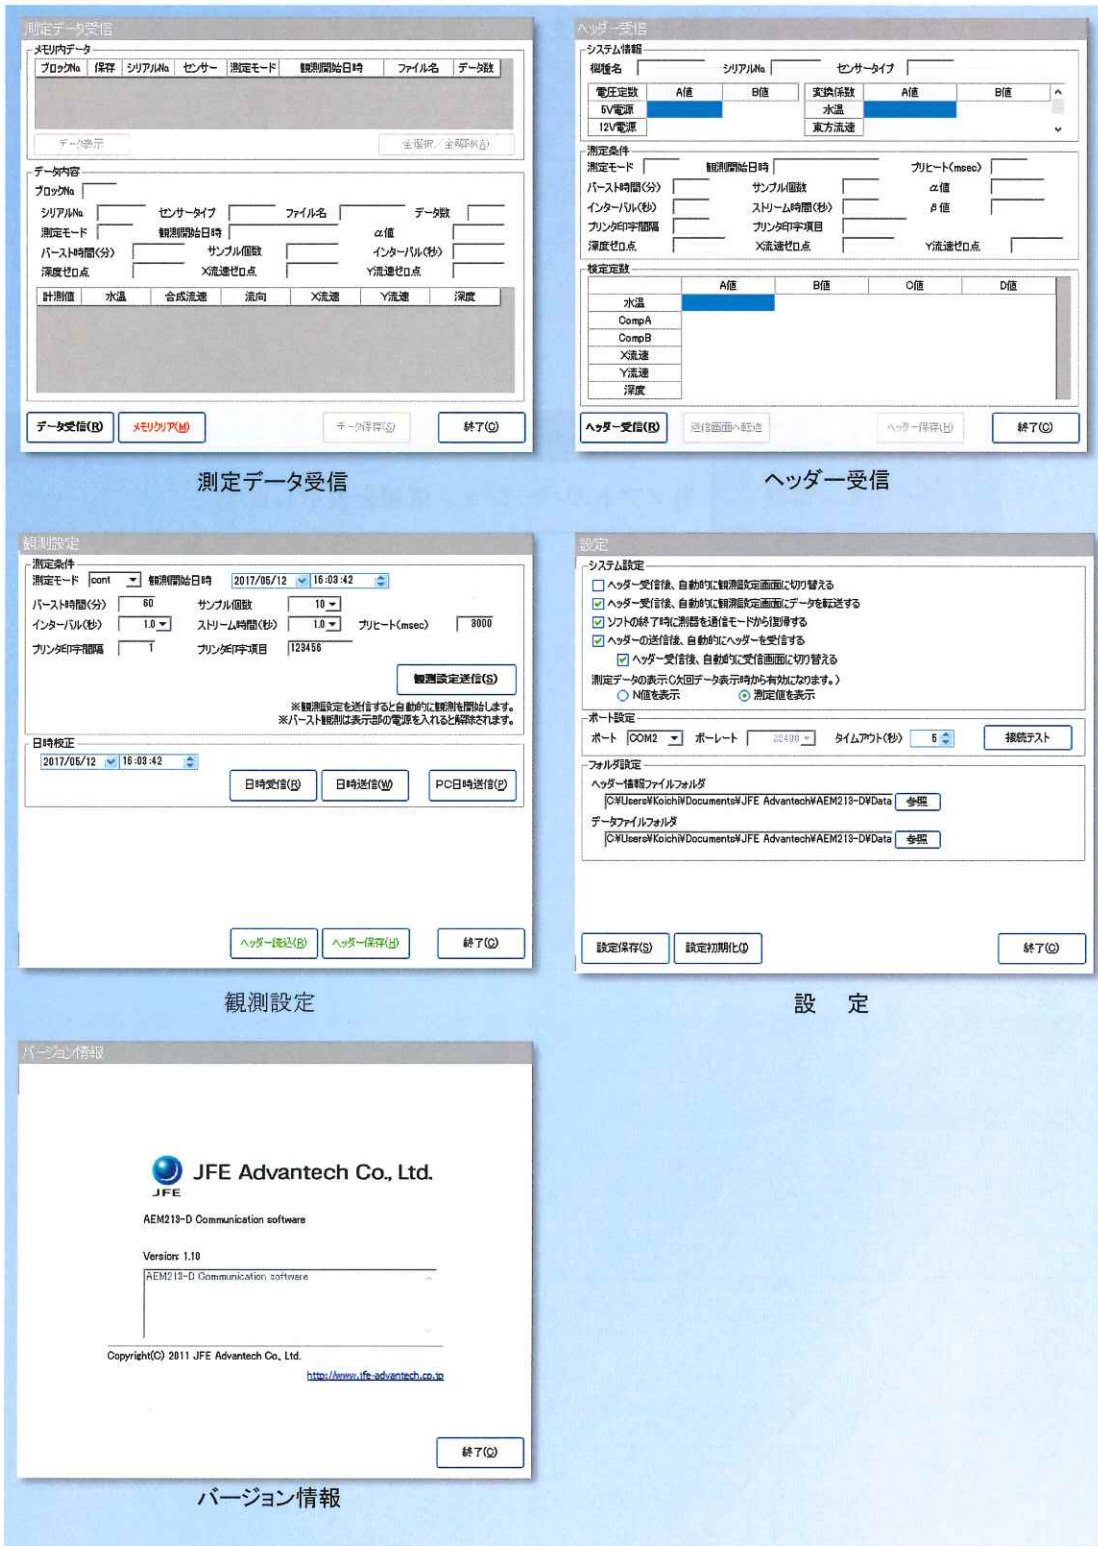 測定データ受信
メモリ内データ
ブロックNo 保存 シリアルNo センサー 測定モード 観測開始日時 ファイル名 データ数
データ表示 全選択/全解除(A)
データ内容
ブロックNo
シリアルNo センサータイプ ファイル名 データ数
測定モード 観測開始日時 α値
バースト時間(分) サンプル個数 インターバル(秒)
深度ゼロ点 X流速ゼロ点 Y流速ゼロ点
計測値 水温 合成流速 流向 X流速 Y流速 深度
データ受信(R) メモリクリア(M) データ保存(S) 終了(C)
測定データ受信
ヘッダー受信
システム情報
機種名 シリアルNo センサータイプ
電圧定数 A値 B値 変換係数 A値 B値
5V電源 水温
12V電源 東方流速
測定条件
測定モード 観測開始日時 プリヒート(msec)
バースト時間(分) サンプル個数 α値
インターバル(秒) ストリーム時間(秒) β値
プリンタ印字間隔 プリンタ印字項目
深度ゼロ点 X流速ゼロ点 Y流速ゼロ点
検定定数
A値 B値 C値 D値
水温
CompA
CompB
X流速
Y流速
深度
ヘッダー受信(R) 送信画面へ転送 ヘッダー保存(H) 終了(C)
ヘッダー受信
観測設定
測定条件
測定モード cont 観測開始日時 2017/05/12 16:03:42
バースト時間(分) 60 サンプル個数 10
インターバル(秒) 1.0 ストリーム時間(秒) 1.0 プリヒート(msec) 3000
プリンタ印字間隔 1 プリンタ印字項目 123456
観測設定送信(S)
※観測設定を送信すると自動的に観測を開始します。
※バースト観測は表示部の電源を入れると解除されます。
日時校正
2017/05/12 16:03:42
日時受信(R) 日時送信(W) PC日時送信(P)
ヘッダー読込(R) ヘッダー保存(H) 終了(C)
観測設定
設定
システム設定
ヘッダー受信後、自動的に観測設定画面に切り替える
ヘッダー受信後、自動的に観測設定画面にデータを転送する
ソフトの終了時に測器を通信モードから復帰する
ヘッダーの送信後、自動的にヘッダーを受信する
ヘッダー受信後、自動的に受信画面に切り替える
測定データの表示(次回データ表示時から有効になります。)
N値を表示 測定値を表示
ポート設定
ポート COM2 ボーレート タイムアウト(秒) 5 接続テスト
フォルダ設定
ヘッダー情報ファイルフォルダ
C:¥Users¥Koichi¥Documents¥JFE Advantech¥AEM213-D¥Data 参照
データファイルフォルダ
C:¥Users¥Koichi¥Documents¥JFE Advantech¥AEM213-D¥Data 参照
設定保存(S) 設定初期化(I) 終了(C)
設 定
バージョン情報
JFE
JFE Advantech Co., Ltd.
AEM213-D Communication software
Version: 1.10
AEM213-D Communication software
Copyright(C) 2011 JFE Advantech Co., Ltd.
http://www.jfe-advantech.co.jp
終了(C)
バージョン情報